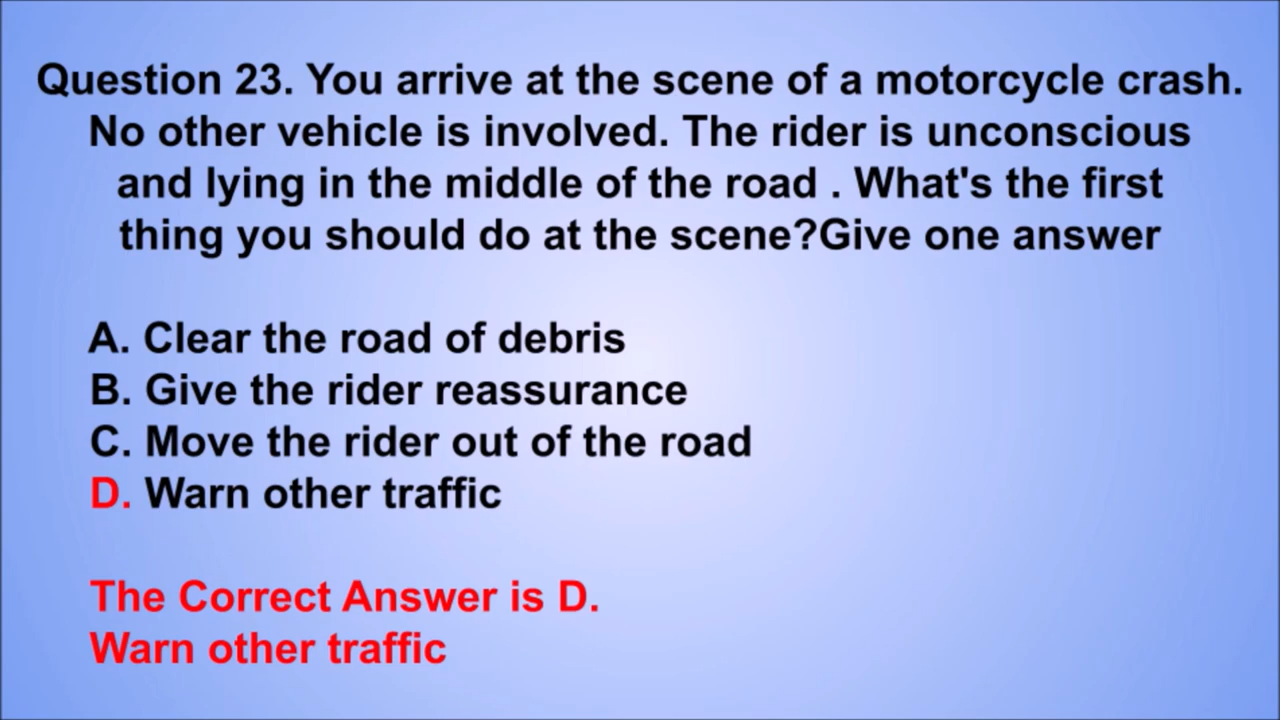 Question 23. You arrive at the scene of a motorcycle crash.
No other vehicle is involved. The rider is unconscious
and lying in the middle of the road . What's the first
thing you should do at the scene?Give one answer
A. Clear the road of debris
B. Give the rider reassurance
C. Move the rider out of the road
D. Warn other traffic
The Correct Answer is D.
Warn other traffic